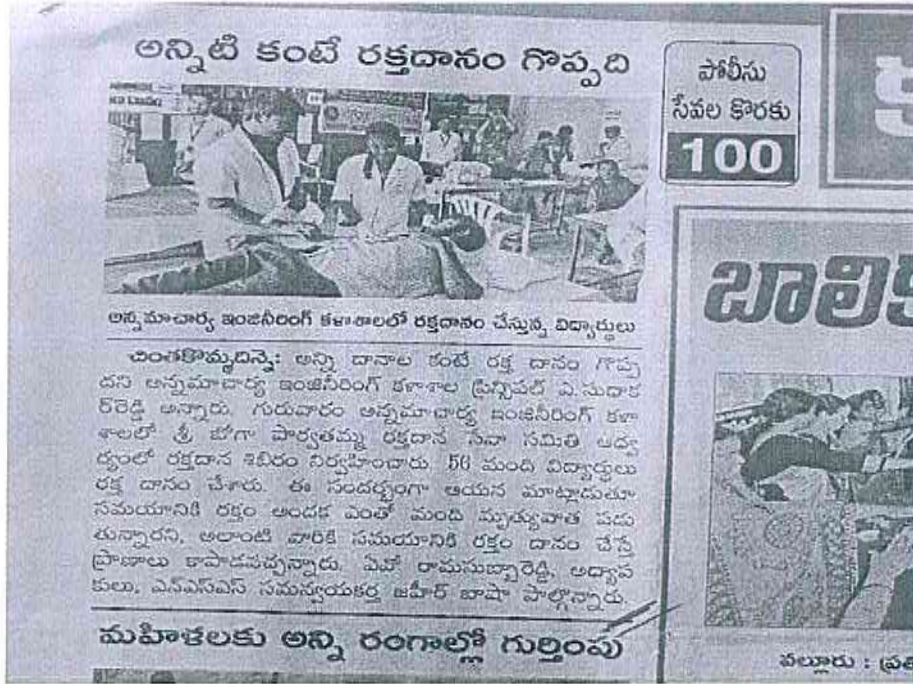 అన్నిటి కంటే రక్తదానం గొప్పది
అన్నమాచార్య ఇంజినీరింగ్ కళాశాలలో రక్తదానం చేస్తున్న విద్యార్థులు
చింతకొమ్మదిన్నె: అన్ని దానాల కంటే రక్త దానం గొప్ప
దని అన్నమాచార్య ఇంజినీరింగ్ కళాశాల ప్రిన్సిపల్ ఎ.సుధాక
ర్‌రెడ్డి అన్నారు. గురువారం అన్నమాచార్య ఇంజినీరింగ్ కళా
శాలలో శ్రీ బోగా పార్వతమ్మ రక్తదాన సేవా సమితి ఆధ్వ
ర్యంలో రక్తదాన శిబిరం నిర్వహించారు. 56 మంది విద్యార్థులు
రక్త దానం చేశారు. ఈ సందర్భంగా ఆయన మాట్లాడుతూ
సమయానికి రక్తం అందక ఎంతో మంది మృత్యువాత పడు
తున్నారని, అలాంటి వారికి సమయానికి రక్తం దానం చేస్తే
ప్రాణాలు కాపాడవచ్చన్నారు. ఏవో రామసుబ్బారెడ్డి, అధ్యాప
కులు, ఎన్ఎస్ఎస్ సమన్వయకర్త జహీర్ బాషా పాల్గొన్నారు.
మహిళలకు అన్ని రంగాల్లో గుర్తింపు
పోలీసు
సేవల కొరకు
100
వల్లూరు :